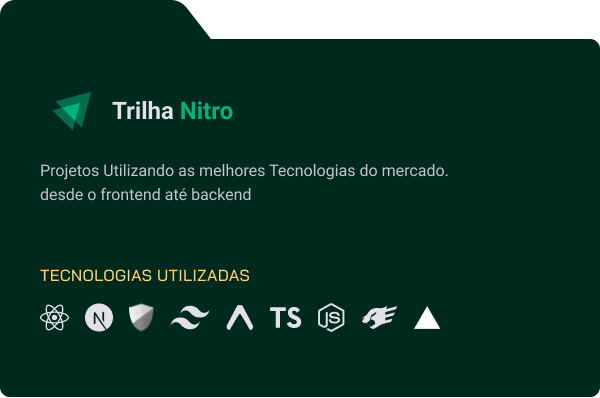 Trilha Nitro
Projetos Utilizando as melhores Tecnologias do mercado.
desde o frontend até backend
TECNOLOGIAS UTILIZADAS
N TS JS